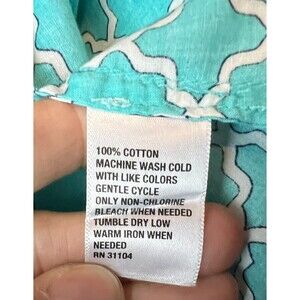 100% COTTON
MACHINE WASH COLD
WITH LIKE COLORS
GENTLE CYCLE
ONLY NON-CHLORINE
BLEACH WHEN NEEDED
TUMBLE DRY LOW
WARM IRON WHEN
NEEDED
RN 31104